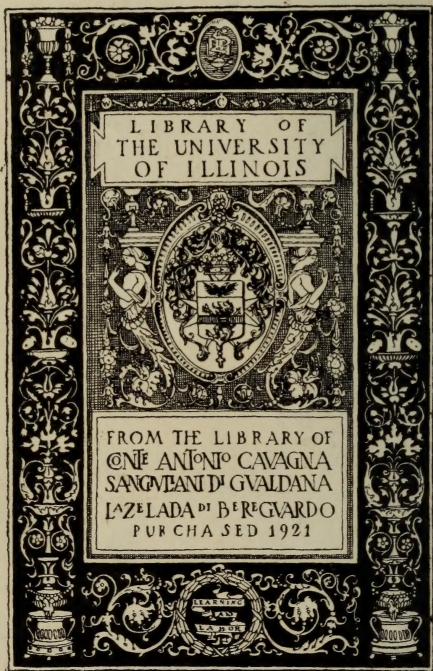 W C T
LIBRARY OF
THE UNIVERSITY
OF ILLINOIS
FROM THE LIBRARY OF
CONTE ANTONIO CAVAGNA
SANGIULIANI DI GUALDANA
LAZELADA DI BEREGUARDO
PURCHASED 1921
LEARNING
AND
LABOR